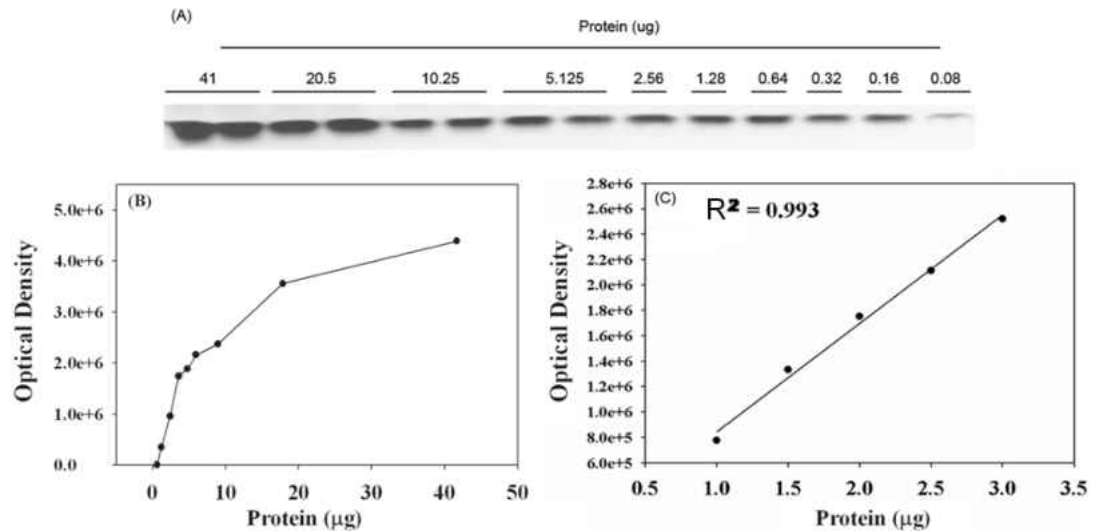 (A)
Protein (ug)
41 20.5 10.25 5.125 2.56 1.28 0.64 0.32 0.16 0.08
(B)
Optical Density
5.0e+6
4.0e+6
3.0e+6
2.0e+6
1.0e+6
0.0
0 10 20 30 40 50
Protein (μg)
(C)
R² = 0.993
Optical Density
2.8e+6
2.6e+6
2.4e+6
2.2e+6
2.0e+6
1.8e+6
1.6e+6
1.4e+6
1.2e+6
1.0e+6
8.0e+5
6.0e+5
0.5 1.0 1.5 2.0 2.5 3.0 3.5
Protein (μg)